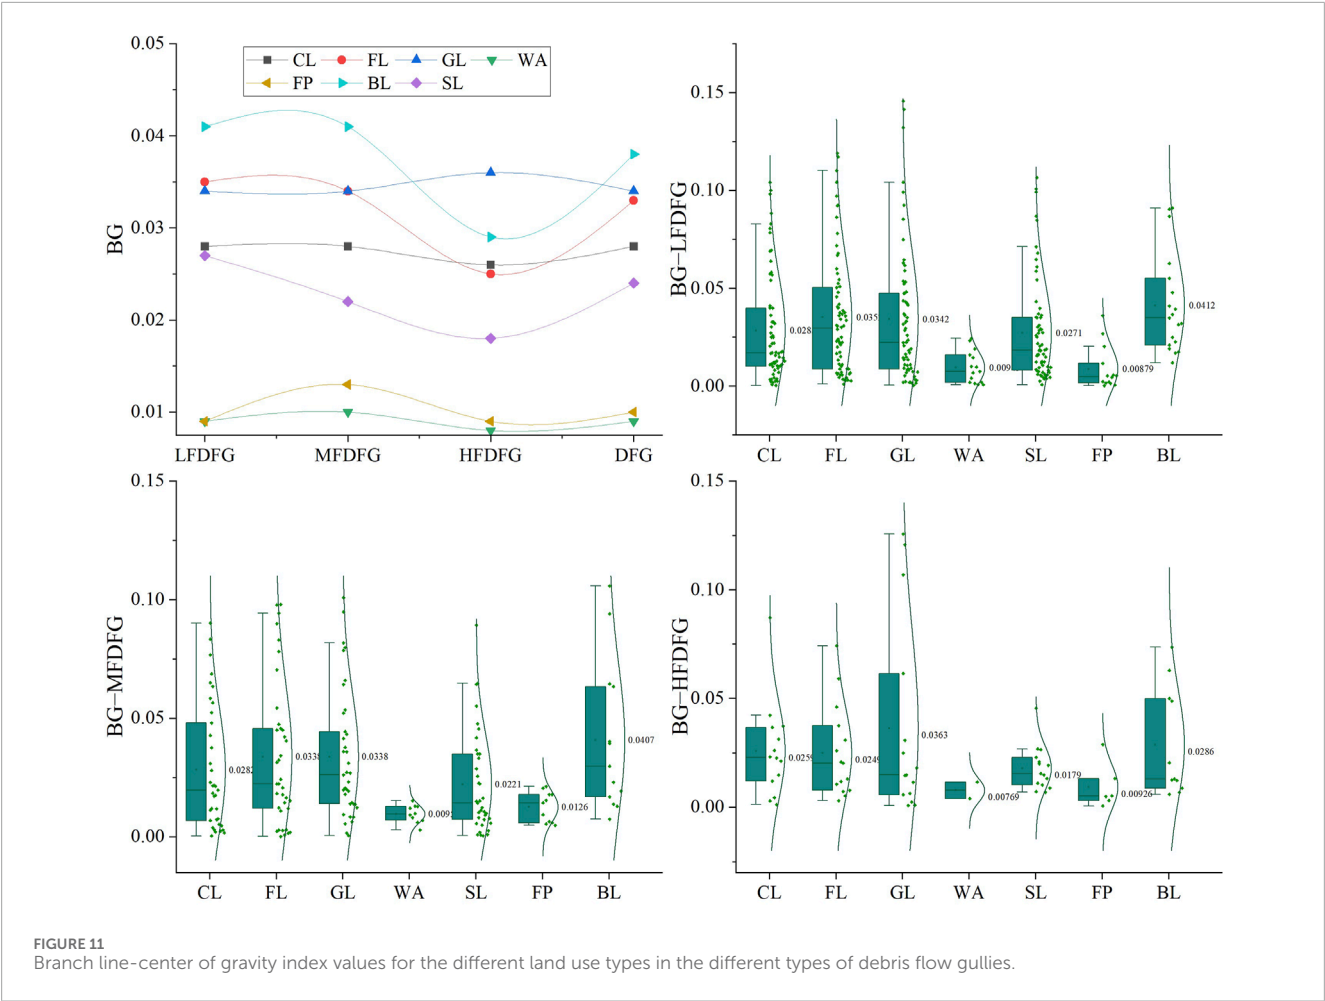 0.05
0.04
0.03
0.02
0.01
BG
CL FL GL WA
FP BL SL
LFDFG MFDFG HFDFG DFG
0.15
0.10
0.05
0.00
BG−LFDFG
0.0342 0.0271 0.00879 0.0412
CL FL GL WA SL FP BL
0.15
0.10
0.05
0.00
BG−MFDFG
0.0282 0.0338 0.0338 0.0221 0.0126 0.0407
CL FL GL WA SL FP BL
0.15
0.10
0.05
0.00
BG−HFDFG
0.0259 0.0249 0.0363 0.00769 0.0179 0.00926 0.0286
CL FL GL WA SL FP BL
FIGURE 11
Branch line-center of gravity index values for the different land use types in the different types of debris flow gullies.